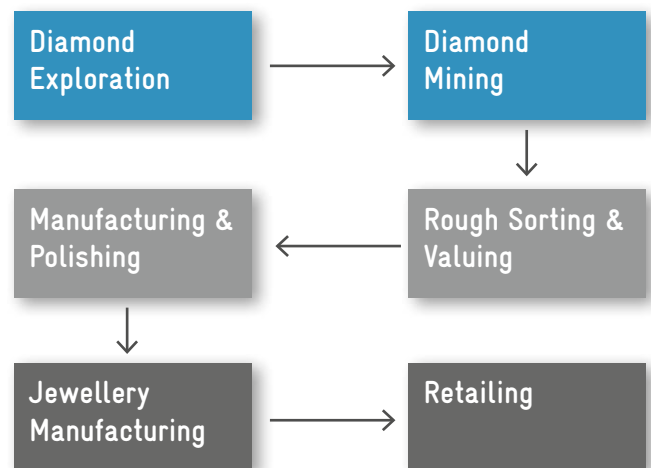 Diamond
Exploration
Diamond
Mining
Rough Sorting &
Valuing
Manufacturing &
Polishing
Jewellery
Manufacturing
Retailing